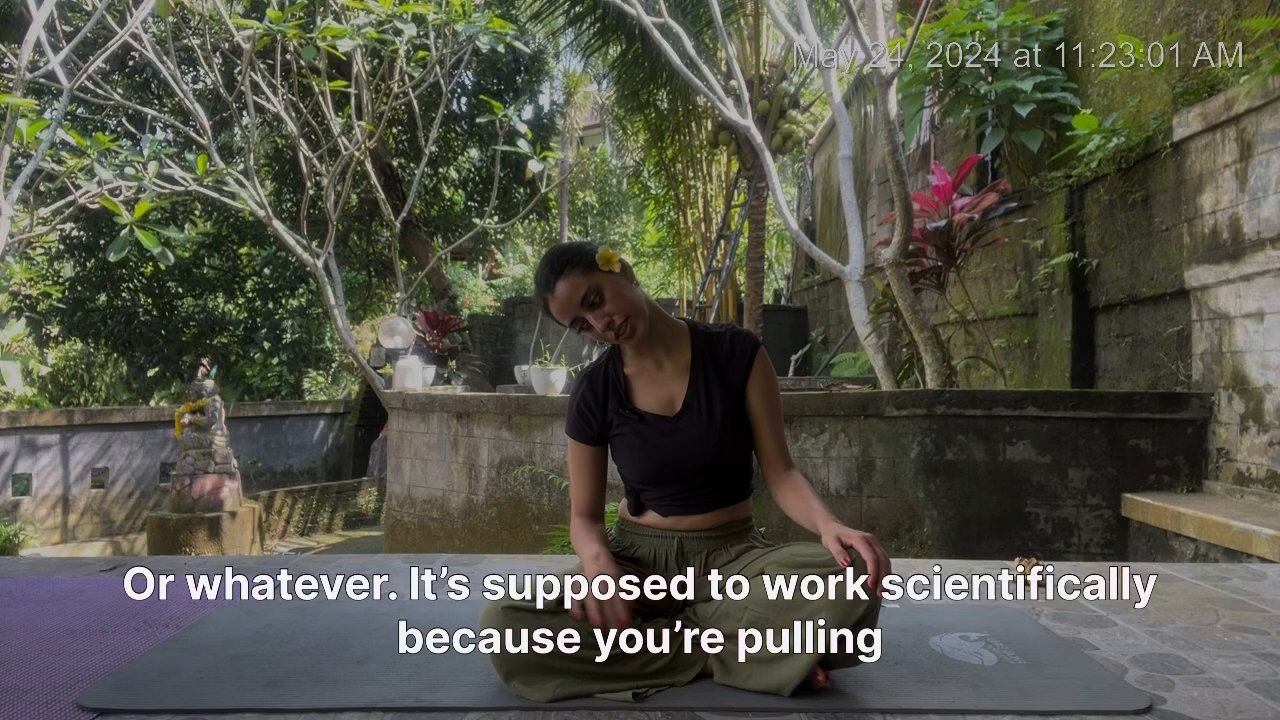 May 24, 2024 at 11:23:01 AM
Or whatever. It’s supposed to work scientifically
because you’re pulling